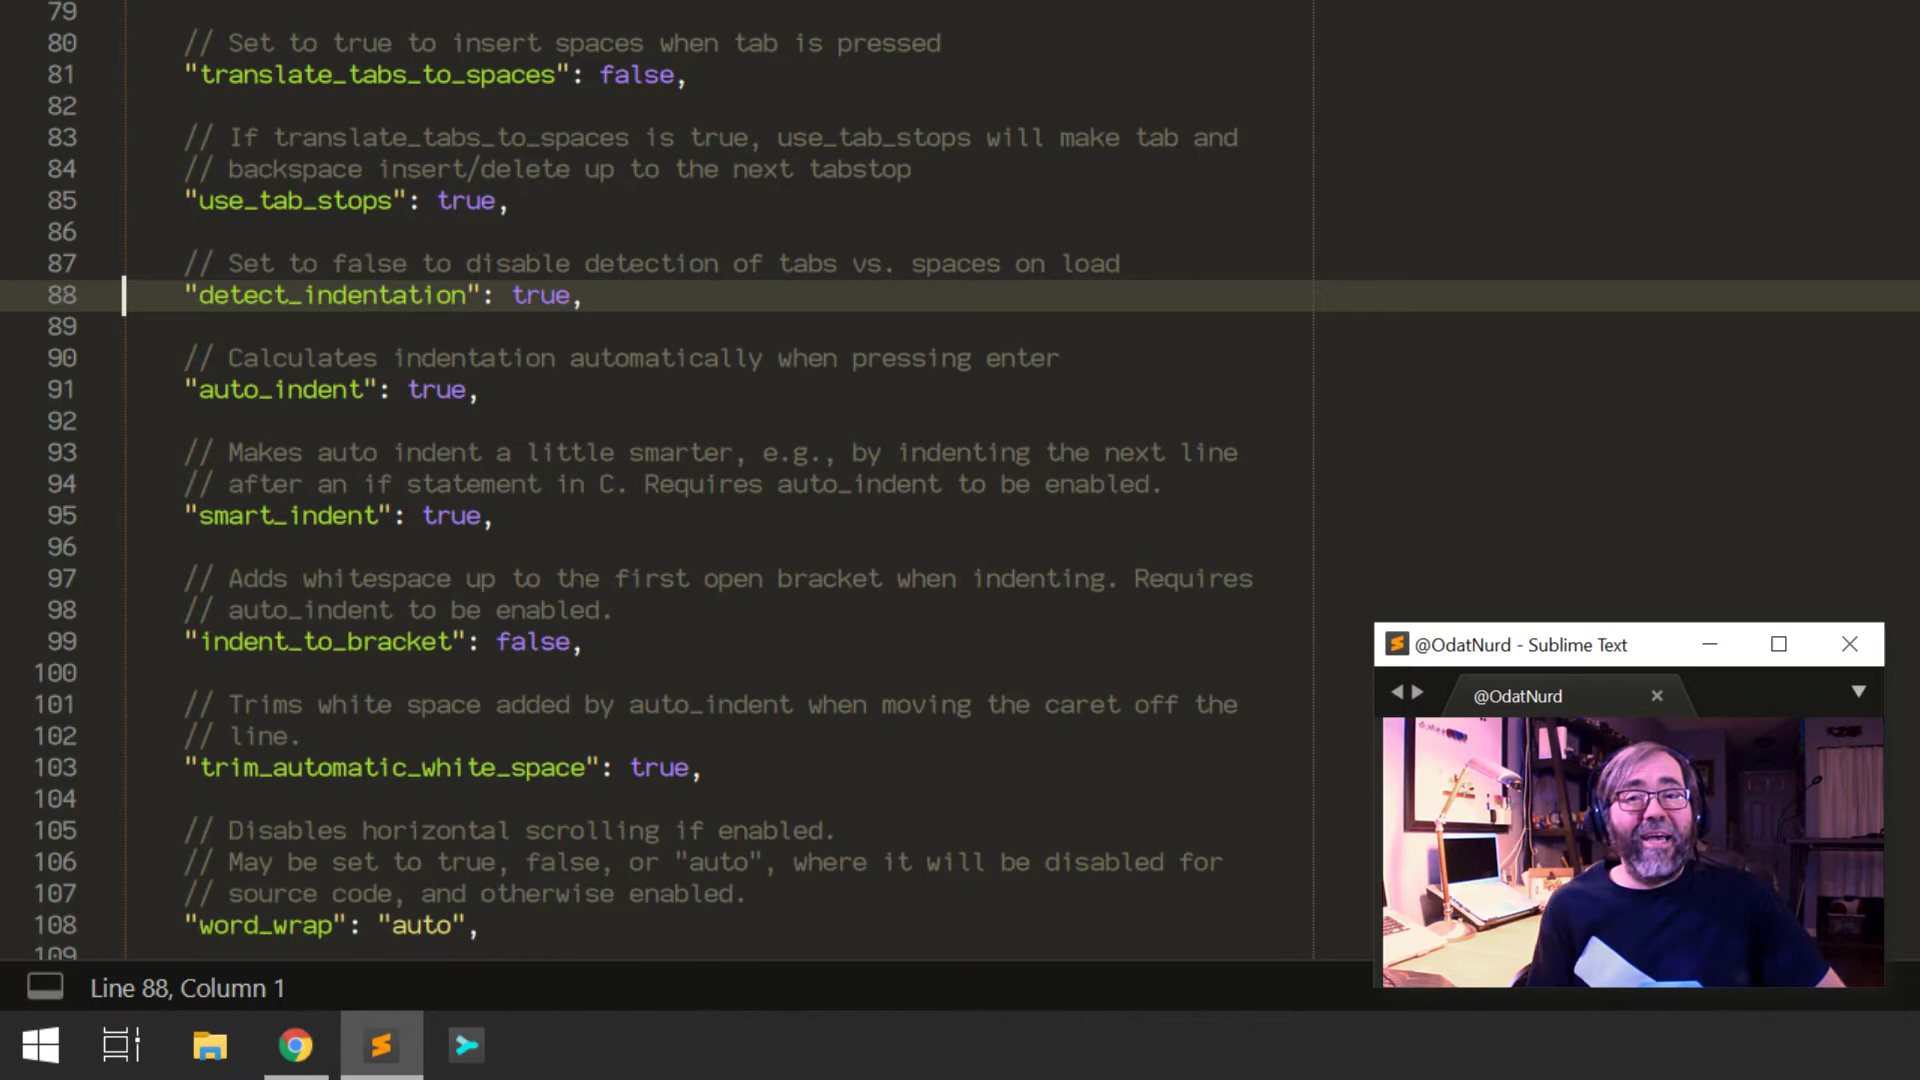 79
80 // Set to true to insert spaces when tab is pressed
81 "translate_tabs_to_spaces": false,
82
83 // If translate_tabs_to_spaces is true, use_tab_stops will make tab and
84 // backspace insert/delete up to the next tabstop
85 "use_tab_stops": true,
86
87 // Set to false to disable detection of tabs vs. spaces on load
88 "detect_indentation": true,
89
90 // Calculates indentation automatically when pressing enter
91 "auto_indent": true,
92
93 // Makes auto indent a little smarter, e.g., by indenting the next line
94 // after an if statement in C. Requires auto_indent to be enabled.
95 "smart_indent": true,
96
97 // Adds whitespace up to the first open bracket when indenting. Requires
98 // auto_indent to be enabled.
99 "indent_to_bracket": false,
100
101 // Trims white space added by auto_indent when moving the caret off the
102 // line.
103 "trim_automatic_white_space": true,
104
105 // Disables horizontal scrolling if enabled.
106 // May be set to true, false, or "auto", where it will be disabled for
107 // source code, and otherwise enabled.
108 "word_wrap": "auto",
109
@OdatNurd - Sublime Text
@OdatNurd
Line 88, Column 1